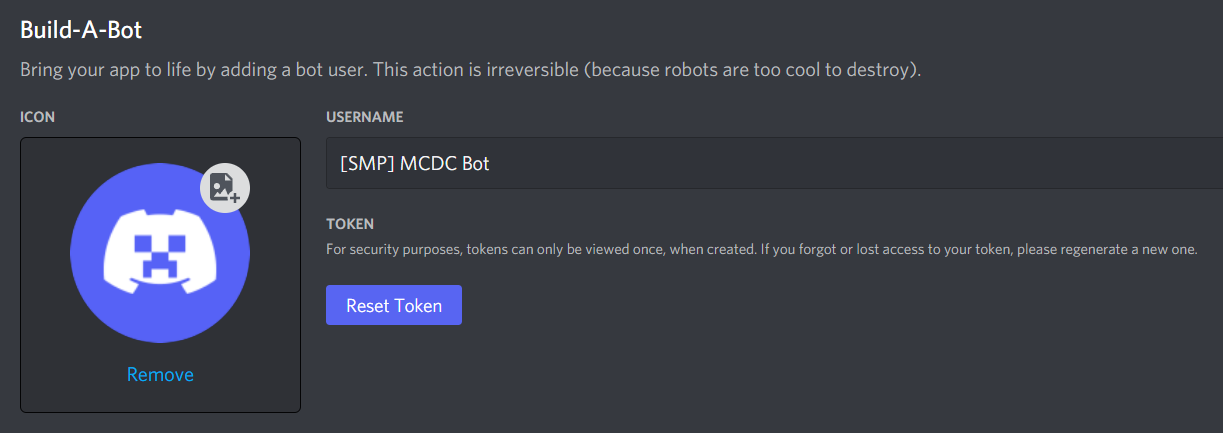 Build-A-Bot
Bring your app to life by adding a bot user. This action is irreversible (because robots are too cool to destroy).
ICON
USERNAME
[SMP] MCDC Bot
TOKEN
For security purposes, tokens can only be viewed once, when created. If you forgot or lost access to your token, please regenerate a new one.
Reset Token
Remove